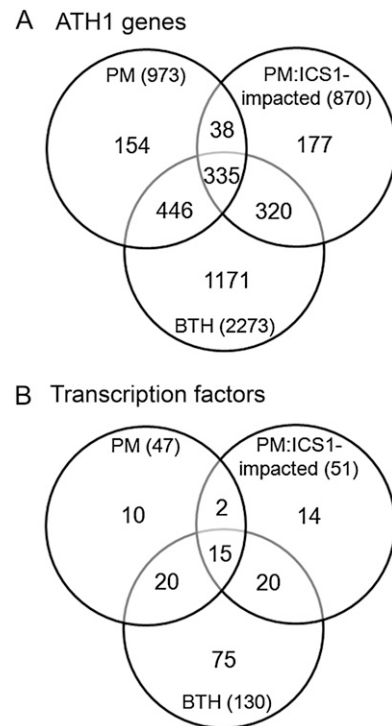 A ATH1 genes
PM (973)
PM:ICS1-
impacted (870)
38
154
177
335
446
320
1171
BTH (2273)
B Transcription factors
PM (47)
PM:ICS1-
impacted (51)
2
10
14
15
20
20
75
BTH (130)